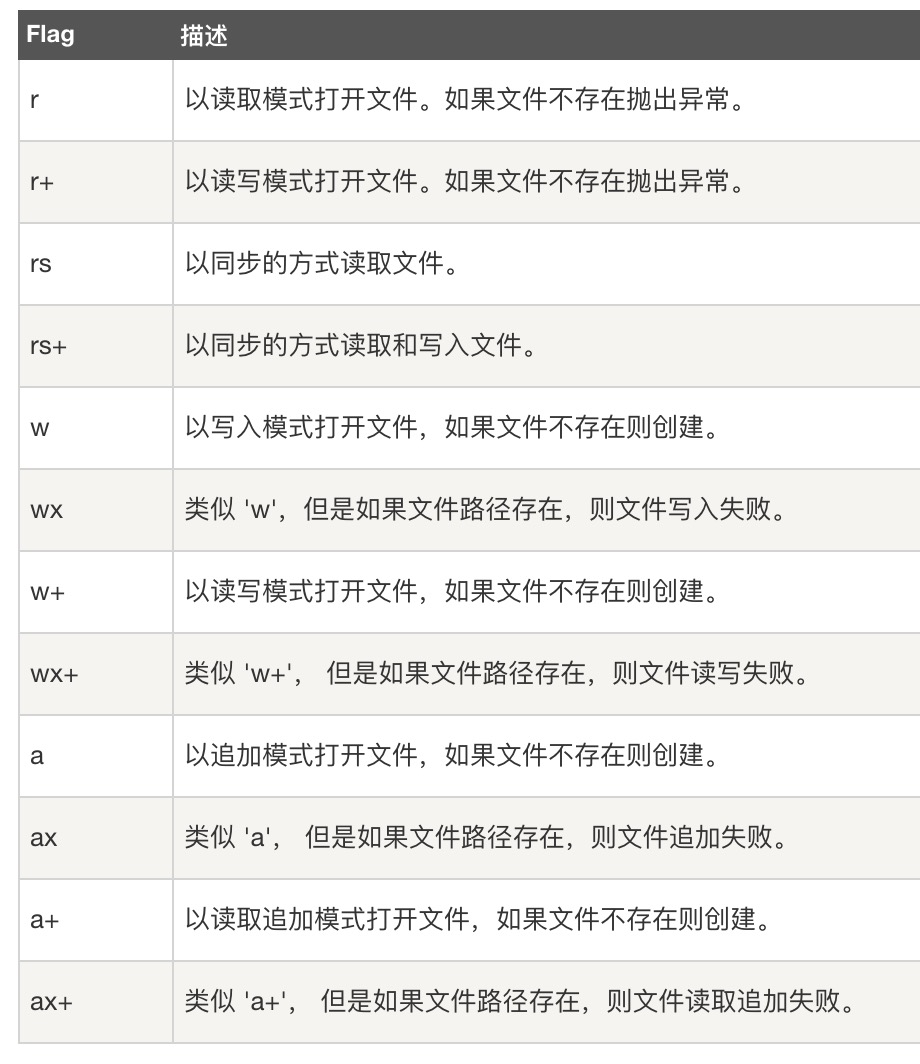 Flag 描述
r 以读取模式打开文件。如果文件不存在抛出异常。
r+ 以读写模式打开文件。如果文件不存在抛出异常。
rs 以同步的方式读取文件。
rs+ 以同步的方式读取和写入文件。
w 以写入模式打开文件，如果文件不存在则创建。
wx 类似 'w'，但是如果文件路径存在，则文件写入失败。
w+ 以读写模式打开文件，如果文件不存在则创建。
wx+ 类似 'w+'， 但是如果文件路径存在，则文件读写失败。
a 以追加模式打开文件，如果文件不存在则创建。
ax 类似 'a'， 但是如果文件路径存在，则文件追加失败。
a+ 以读取追加模式打开文件，如果文件不存在则创建。
ax+ 类似 'a+'， 但是如果文件路径存在，则文件读取追加失败。